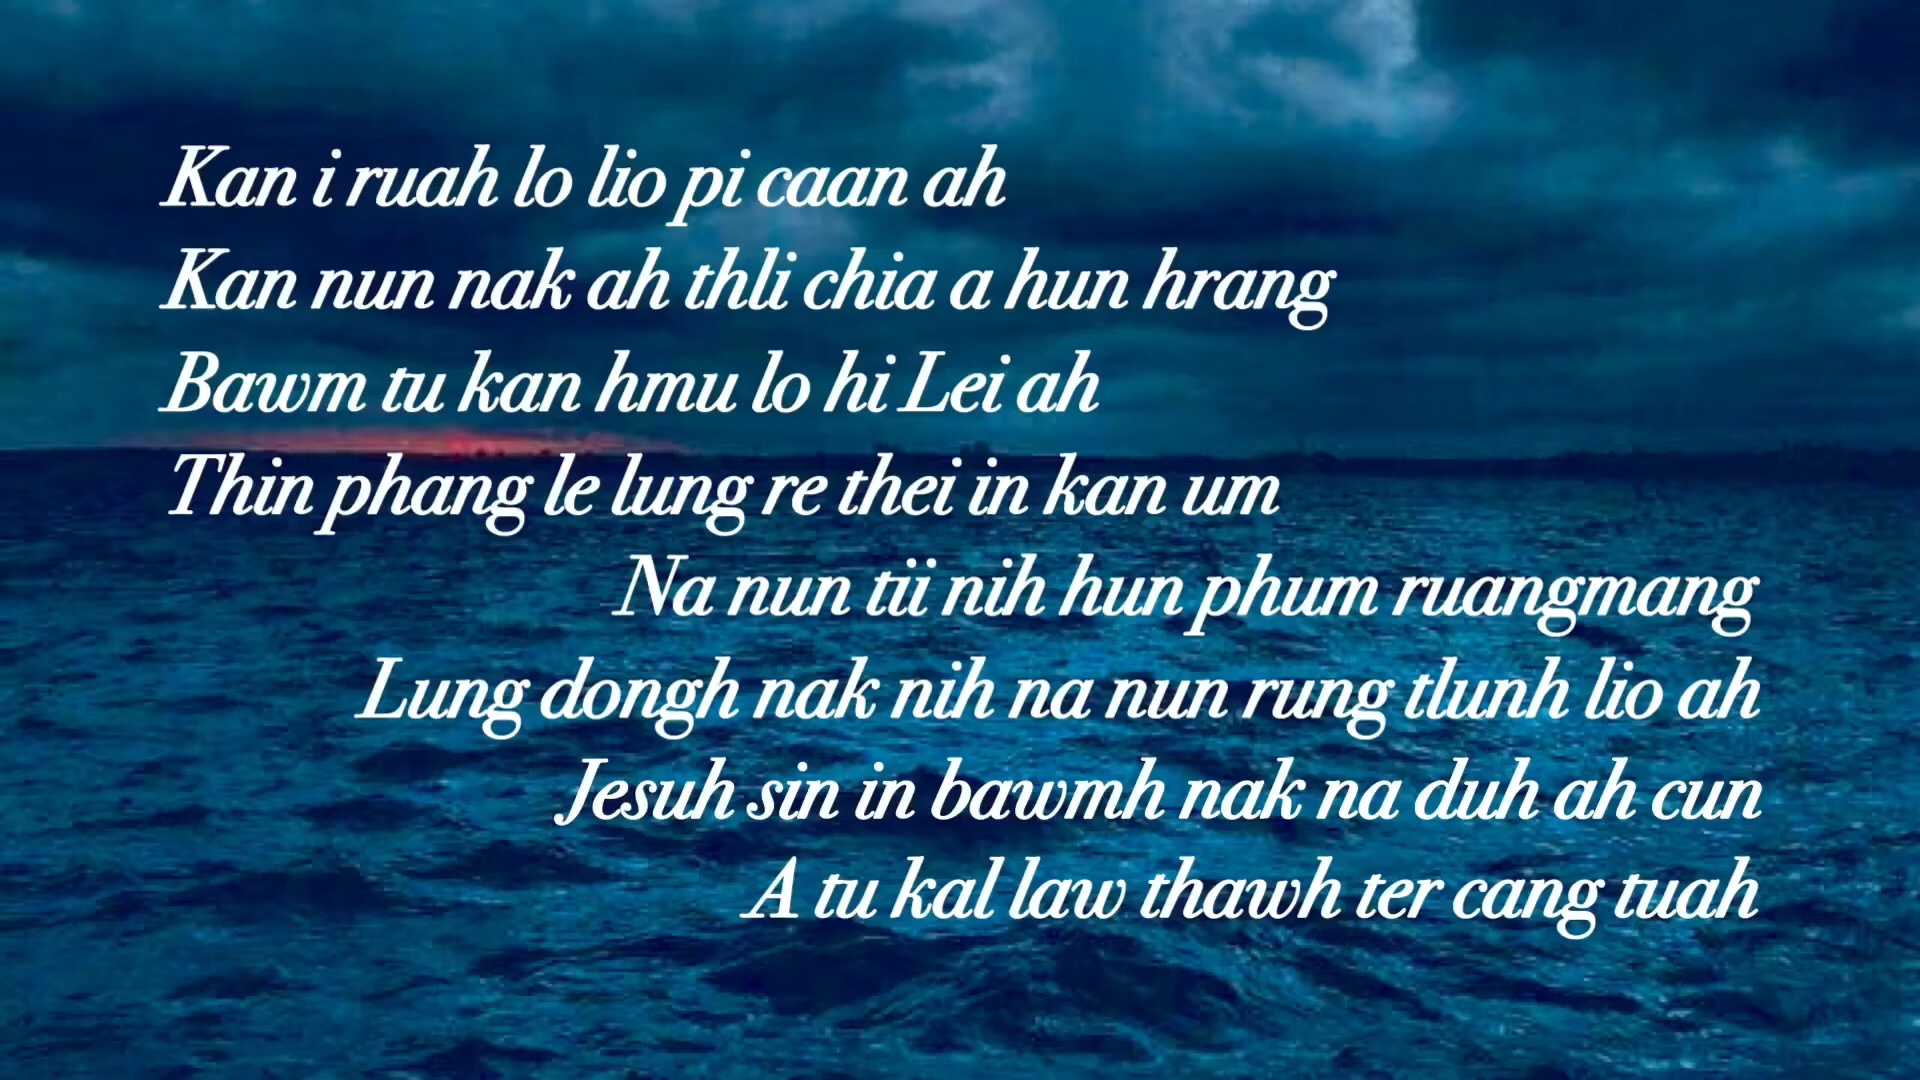 Kan i ruah lo lio pi caan ah
Kan nun nak ah thli chia a hun hrang
Bawm tu kan hmu lo hi Lei ah
Thin phang le lung re thei in kan um
Na nun tii nih hun phum ruangmang
Lung dongh nak nih na nun rung tlunh lio ah
Jesuh sin in bawmh nak na duh ah cun
A tu kal law thawh ter cang tuah